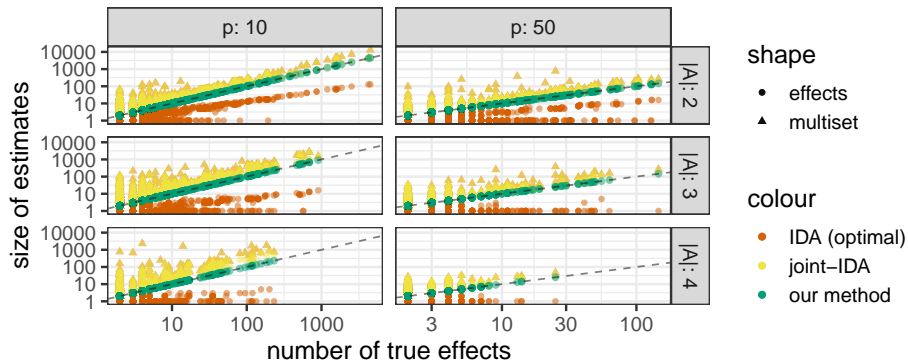 p: 10
p: 50
10000
1000
100
10
1
|A|: 2
10000
1000
100
10
1
|A|: 3
10000
1000
100
10
1
|A|: 4
10
100
1000
3
10
30
100
number of true effects
size of estimates
shape
effects
multiset
colour
IDA (optimal)
joint−IDA
our method